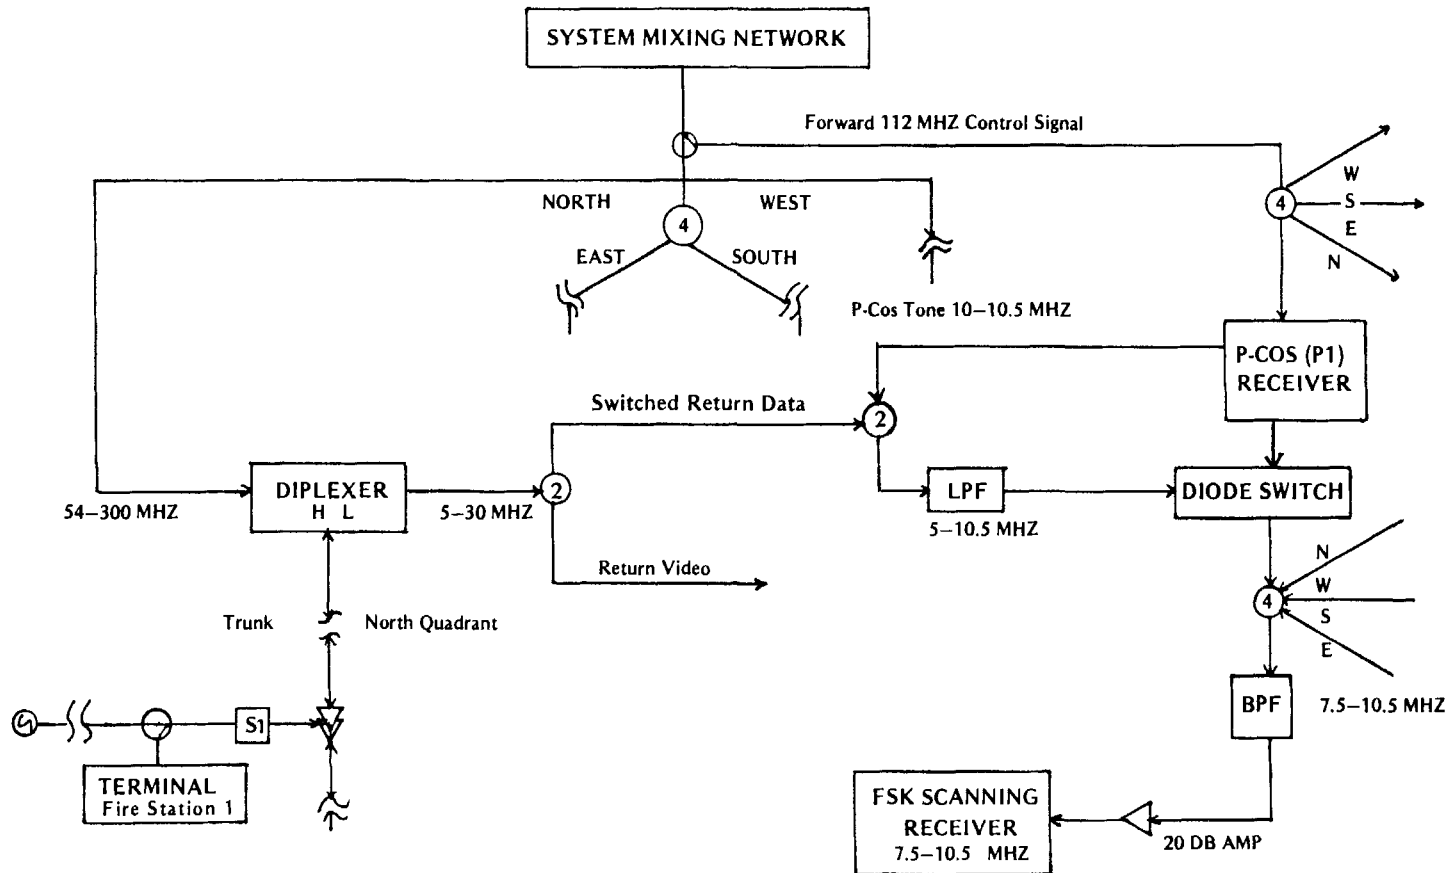 SYSTEM MIXING NETWORK
Forward 112 MHZ Control Signal
W
S
E
N
4
NORTH
WEST
4
EAST
SOUTH
P-Cos Tone 10–10.5 MHZ
P-COS (P1)
RECEIVER
Switched Return Data
2
DIPLEXER
H L
54–300 MHZ
5–30 MHZ
2
LPF
5–10.5 MHZ
DIODE SWITCH
Return Video
N
W
S
E
4
Trunk
North Quadrant
BPF
7.5–10.5 MHZ
S1
TERMINAL
Fire Station 1
FSK SCANNING
RECEIVER
7.5–10.5 MHZ
20 DB AMP